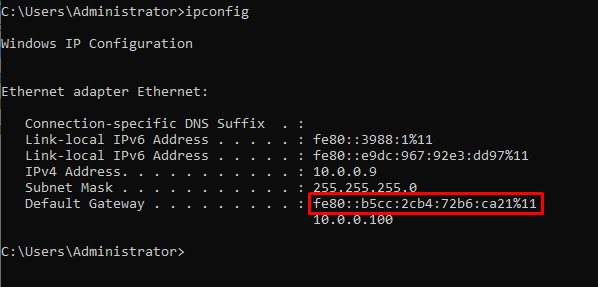 C:\Users\Administrator>ipconfig
Windows IP Configuration
Ethernet adapter Ethernet:
Connection-specific DNS Suffix  . :
Link-local IPv6 Address . . . . . : fe80::3988:1%11
Link-local IPv6 Address . . . . . : fe80::e9dc:967:92e3:dd97%11
IPv4 Address. . . . . . . . . . . : 10.0.0.9
Subnet Mask . . . . . . . . . . . : 255.255.255.0
Default Gateway . . . . . . . . . : fe80::b5cc:2cb4:72b6:ca21%11
10.0.0.100
C:\Users\Administrator>